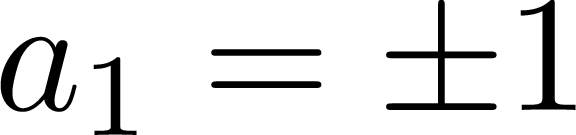 a₁ = ±1